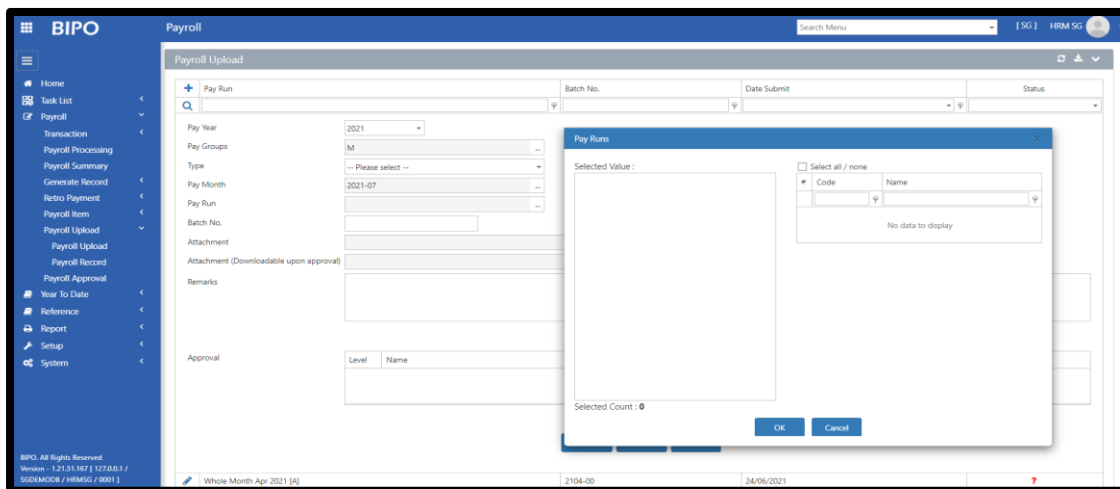 BIPO Payroll Search Menu [ SG ] HRM SG
Payroll Upload
Home
Task List
Payroll
Transaction
Payroll Processing
Payroll Summary
Generate Record
Retro Payment
Payroll Item
Payroll Upload
Payroll Upload
Payroll Record
Payroll Approval
Year To Date
Reference
Report
Setup
System
BIPO. All Rights Reserved
Version - 1.21.31.167 [ 127.0.0.1 /
SGDEMODB / HRMSG / 0001 ]
Pay Run Batch No. Date Submit Status
Pay Year 2021
Pay Groups M ...
Type -- Please select --
Pay Month 2021-07 ...
Pay Run ...
Batch No.
Attachment
Attachment (Downloadable upon approval)
Remarks
Approval Level Name
Pay Runs
Selected Value :
Select all / none
# Code Name
No data to display
Selected Count : 0
OK Cancel
Whole Month Apr 2021 [A] 2104-00 24/06/2021 ?